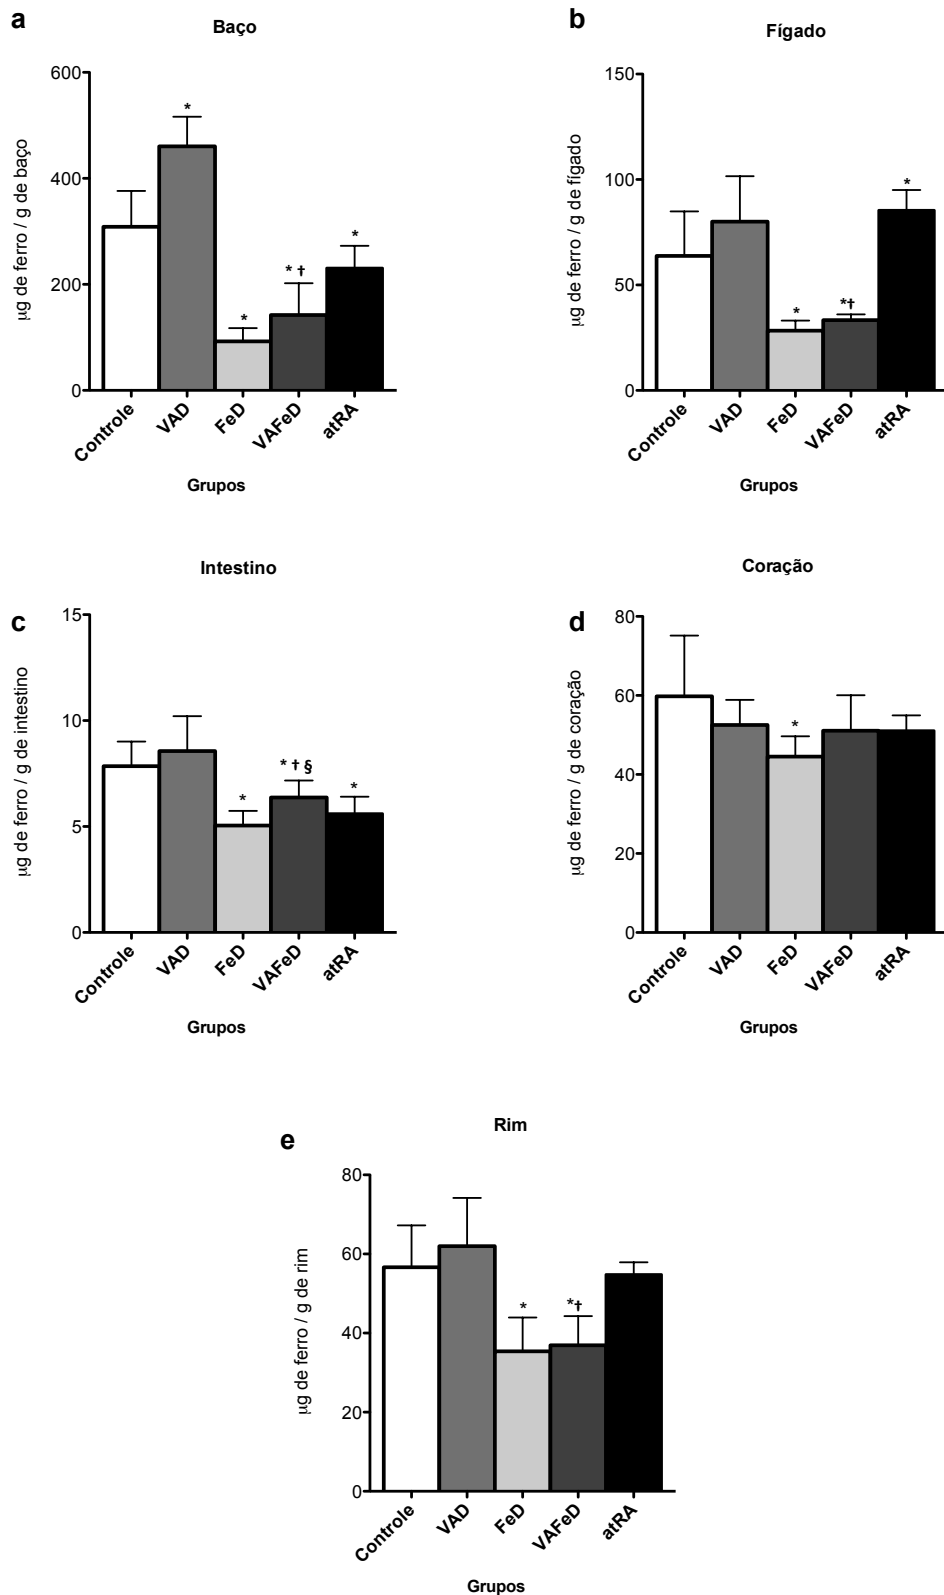 a
Baço
µg de ferro / g de baço
600
400
200
0
*
*
* †
*
Controle
VAD
FeD
VAFeD
atRA
Grupos
b
Fígado
µg de ferro / g de fígado
150
100
50
0
*
*†
*
Controle
VAD
FeD
VAFeD
atRA
Grupos
c
Intestino
µg de ferro / g de intestino
15
10
5
0
*
* † §
*
Controle
VAD
FeD
VAFeD
atRA
Grupos
d
Coração
µg de ferro / g de coração
80
60
40
20
0
*
Controle
VAD
FeD
VAFeD
atRA
Grupos
e
Rim
µg de ferro / g de rim
80
60
40
20
0
*
*†
Controle
VAD
FeD
VAFeD
atRA
Grupos